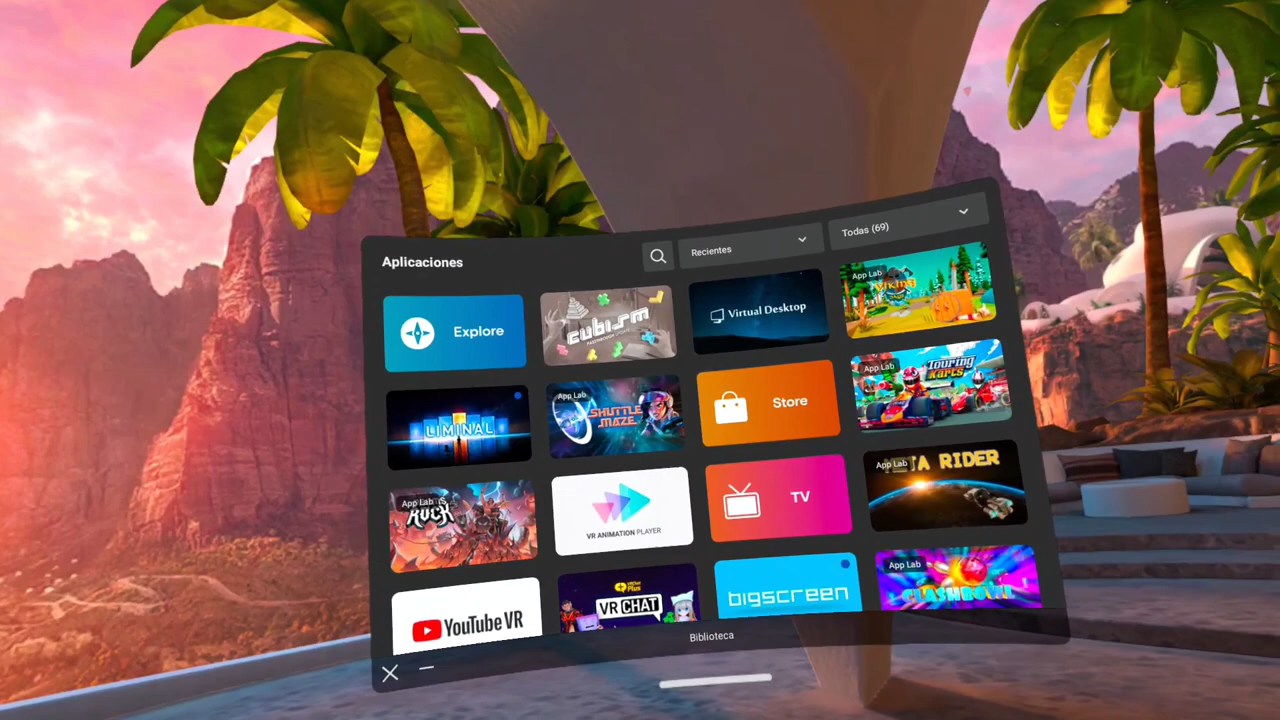 Aplicaciones
Recientes
Todas (69)
Explore
cubism
Virtual Desktop
App Lab
VIKING
LIMINAL
App Lab
SHUTTLE
MAZE
Store
App Lab
TOURING
Karts
App Lab
ROCK
VR ANIMATION PLAYER
TV
App Lab
RIDER
YouTube VR
VRChat
Plus
VR CHAT
bigscreen
App Lab
Biblioteca